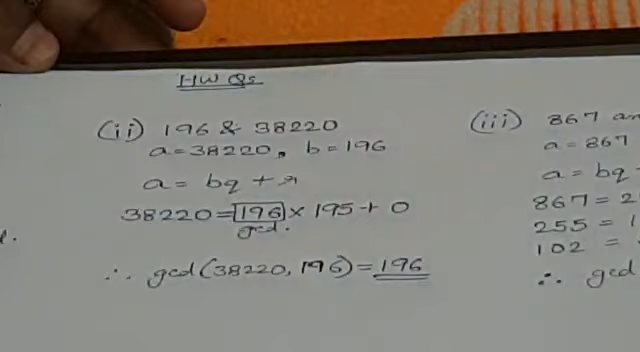 HW Qs
(ii) 196 & 38220
a=38220, b=196
a = bq + r
38220 = 196 × 195 + 0
gcd.
∴ gcd(38220, 196) = 196
(iii) 867
a = 867
a = bq
867 = 2
255 = 1
102 =
∴ gcd